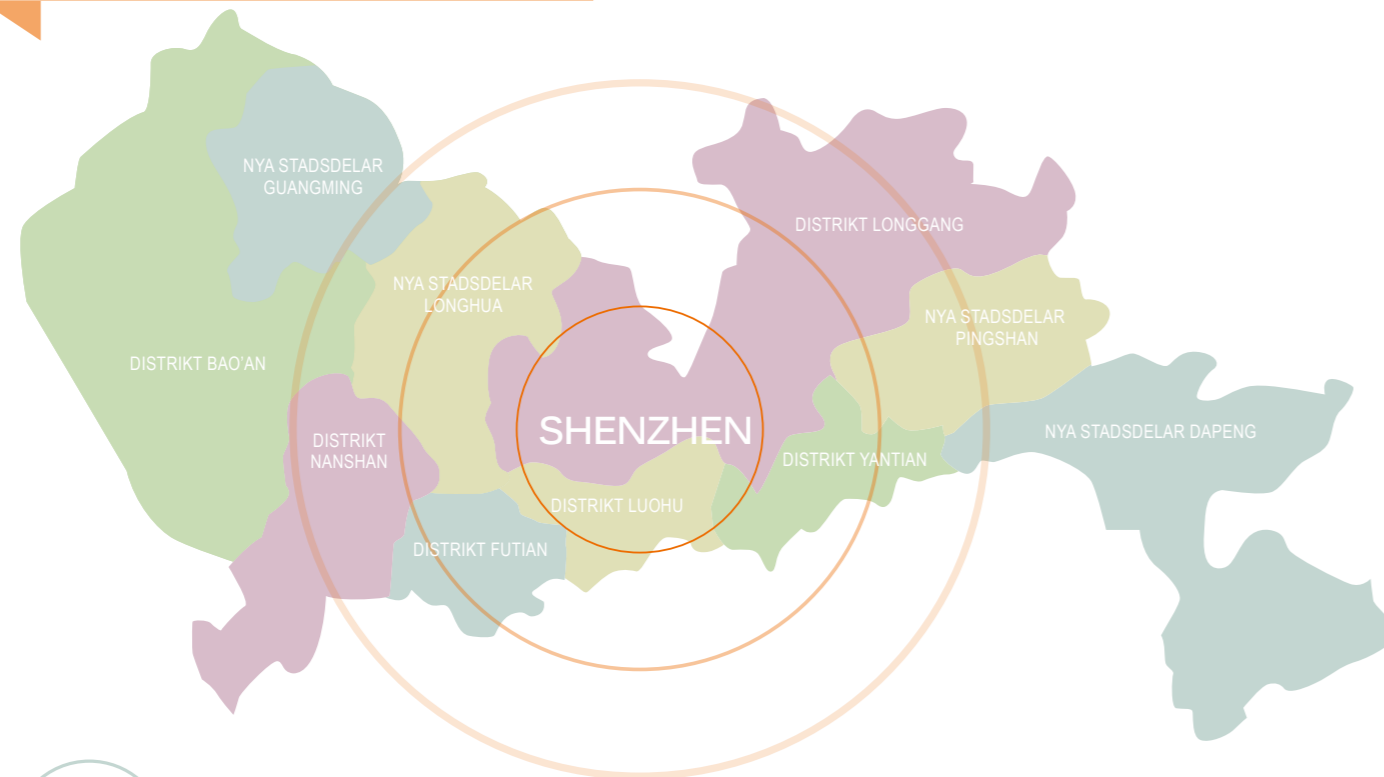 NYA STADSDELAR
GUANGMING
DISTRIKT LONGGANG
NYA STADSDELAR
LONGHUA
NYA STADSDELAR
PINGSHAN
DISTRIKT BAO'AN
SHENZHEN
NYA STADSDELAR DAPENG
DISTRIKT
NANSHAN
DISTRIKT YANTIAN
DISTRIKT LUOHU
DISTRIKT FUTIAN